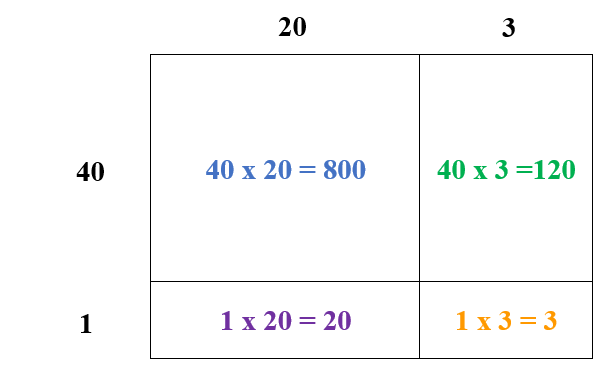 20 3
40 40 x 20 = 800 40 x 3 =120
1 1 x 20 = 20 1 x 3 = 3